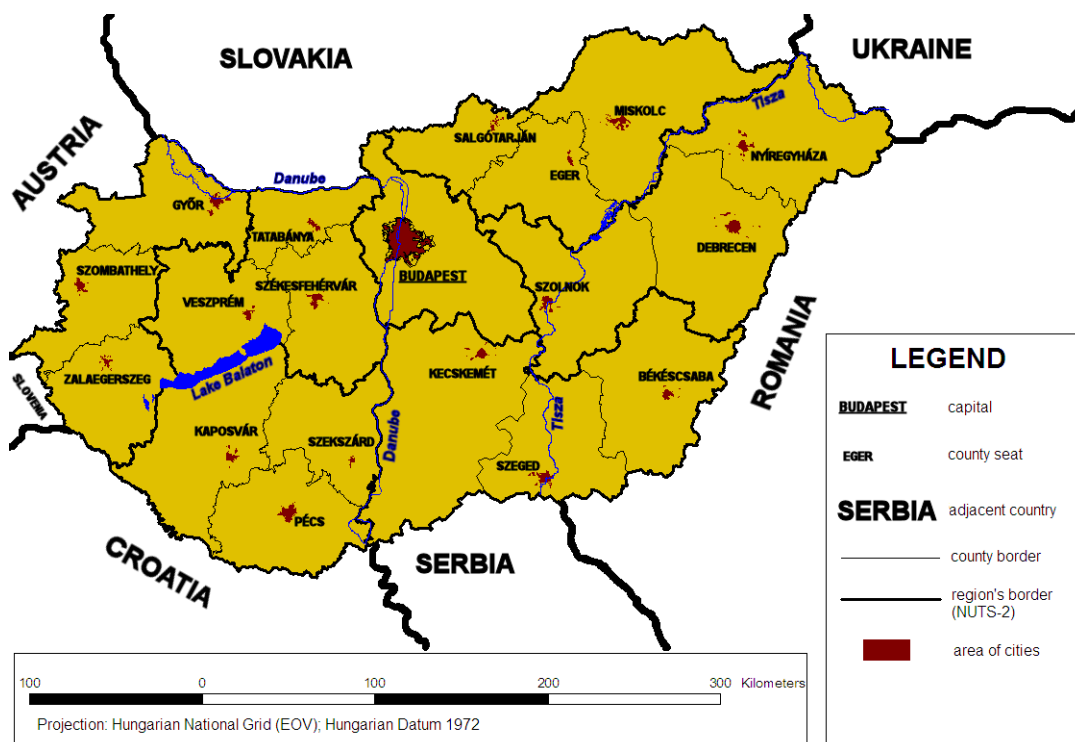 SLOVAKIA
UKRAINE
AUSTRIA
Tisza
MISKOLC
SALGÓTARJÁN
NYÍREGYHÁZA
EGER
Danube
GYŐR
TATABÁNYA
DEBRECEN
BUDAPEST
SZOMBATHELY
SZÉKESFEHÉRVÁR
VESZPRÉM
SZOLNOK
ROMANIA
Lake Balaton
ZALAEGERSZEG
KECSKEMÉT
BÉKÉSCSABA
SLOVENIA
KAPOSVÁR
SZEKSZÁRD
Danube
Tisza
SZEGED
PÉCS
CROATIA
SERBIA
LEGEND
BUDAPEST capital
EGER county seat
SERBIA adjacent country
county border
region's border
(NUTS-2)
area of cities
100 0 100 200 300 Kilometers
Projection: Hungarian National Grid (EOV); Hungarian Datum 1972